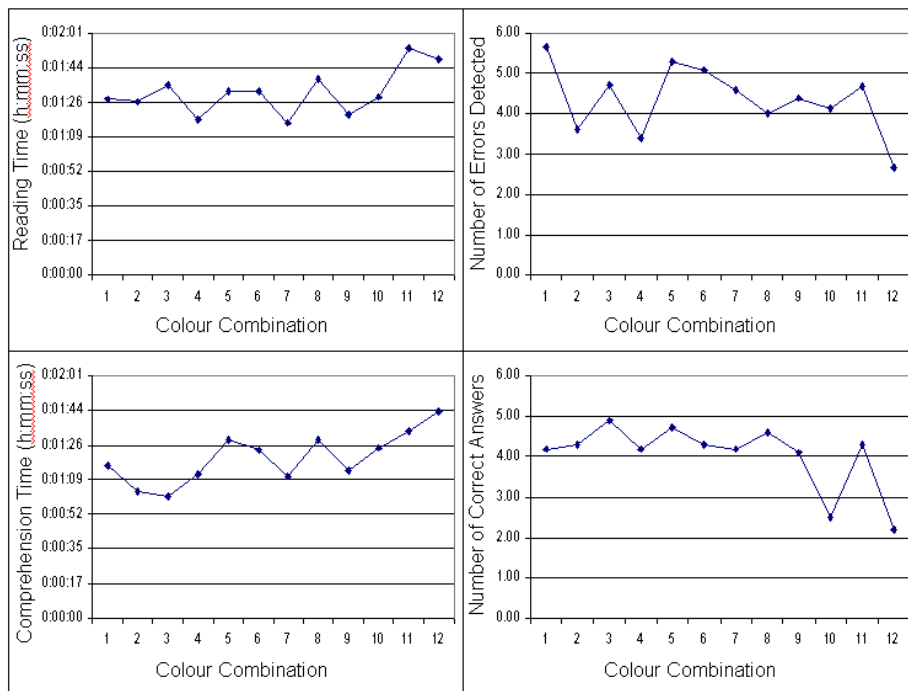 Reading Time (h:mm:ss)
0:02:01
0:01:44
0:01:26
0:01:09
0:00:52
0:00:35
0:00:17
0:00:00
1 2 3 4 5 6 7 8 9 10 11 12
Colour Combination
Number of Errors Detected
6.00
5.00
4.00
3.00
2.00
1.00
0.00
1 2 3 4 5 6 7 8 9 10 11 12
Colour Combination
Comprehension Time (h:mm:ss)
0:02:01
0:01:44
0:01:26
0:01:09
0:00:52
0:00:35
0:00:17
0:00:00
1 2 3 4 5 6 7 8 9 10 11 12
Colour Combination
Number of Correct Answers
6.00
5.00
4.00
3.00
2.00
1.00
0.00
1 2 3 4 5 6 7 8 9 10 11 12
Colour Combination